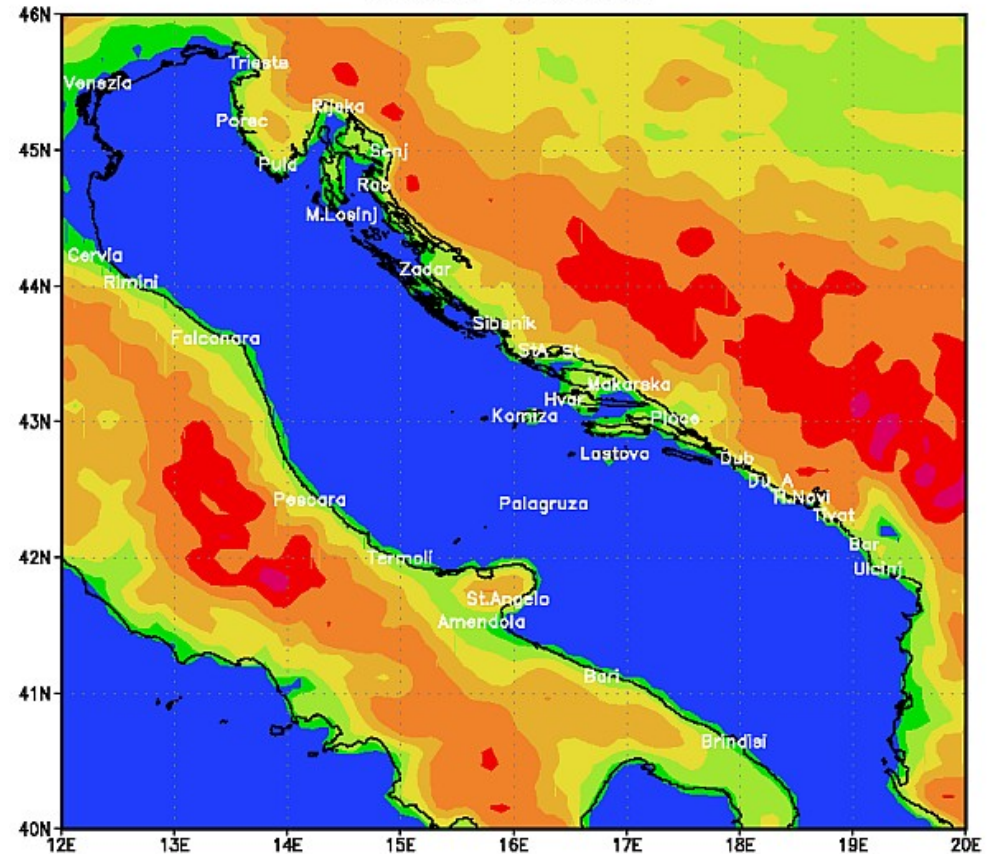 46N
Trieste
Venezia
Rijeka
Porec
45N
Senj
Pula
Rab
M.Losinj
Cervia
Zadar
Rimini
44N
Sibenik
Falconara
StA St
Makarska
Hvar
Komiza
Ploce
43N
Lastovo
Dub
Du_A
H.Novi
Pescara
Palagruza
Tivat
Bar
42N
Termoli
Ulcinj
St.Angelo
Amendola
Bari
41N
Brindisi
40N
12E 13E 14E 15E 16E 17E 18E 19E 20E